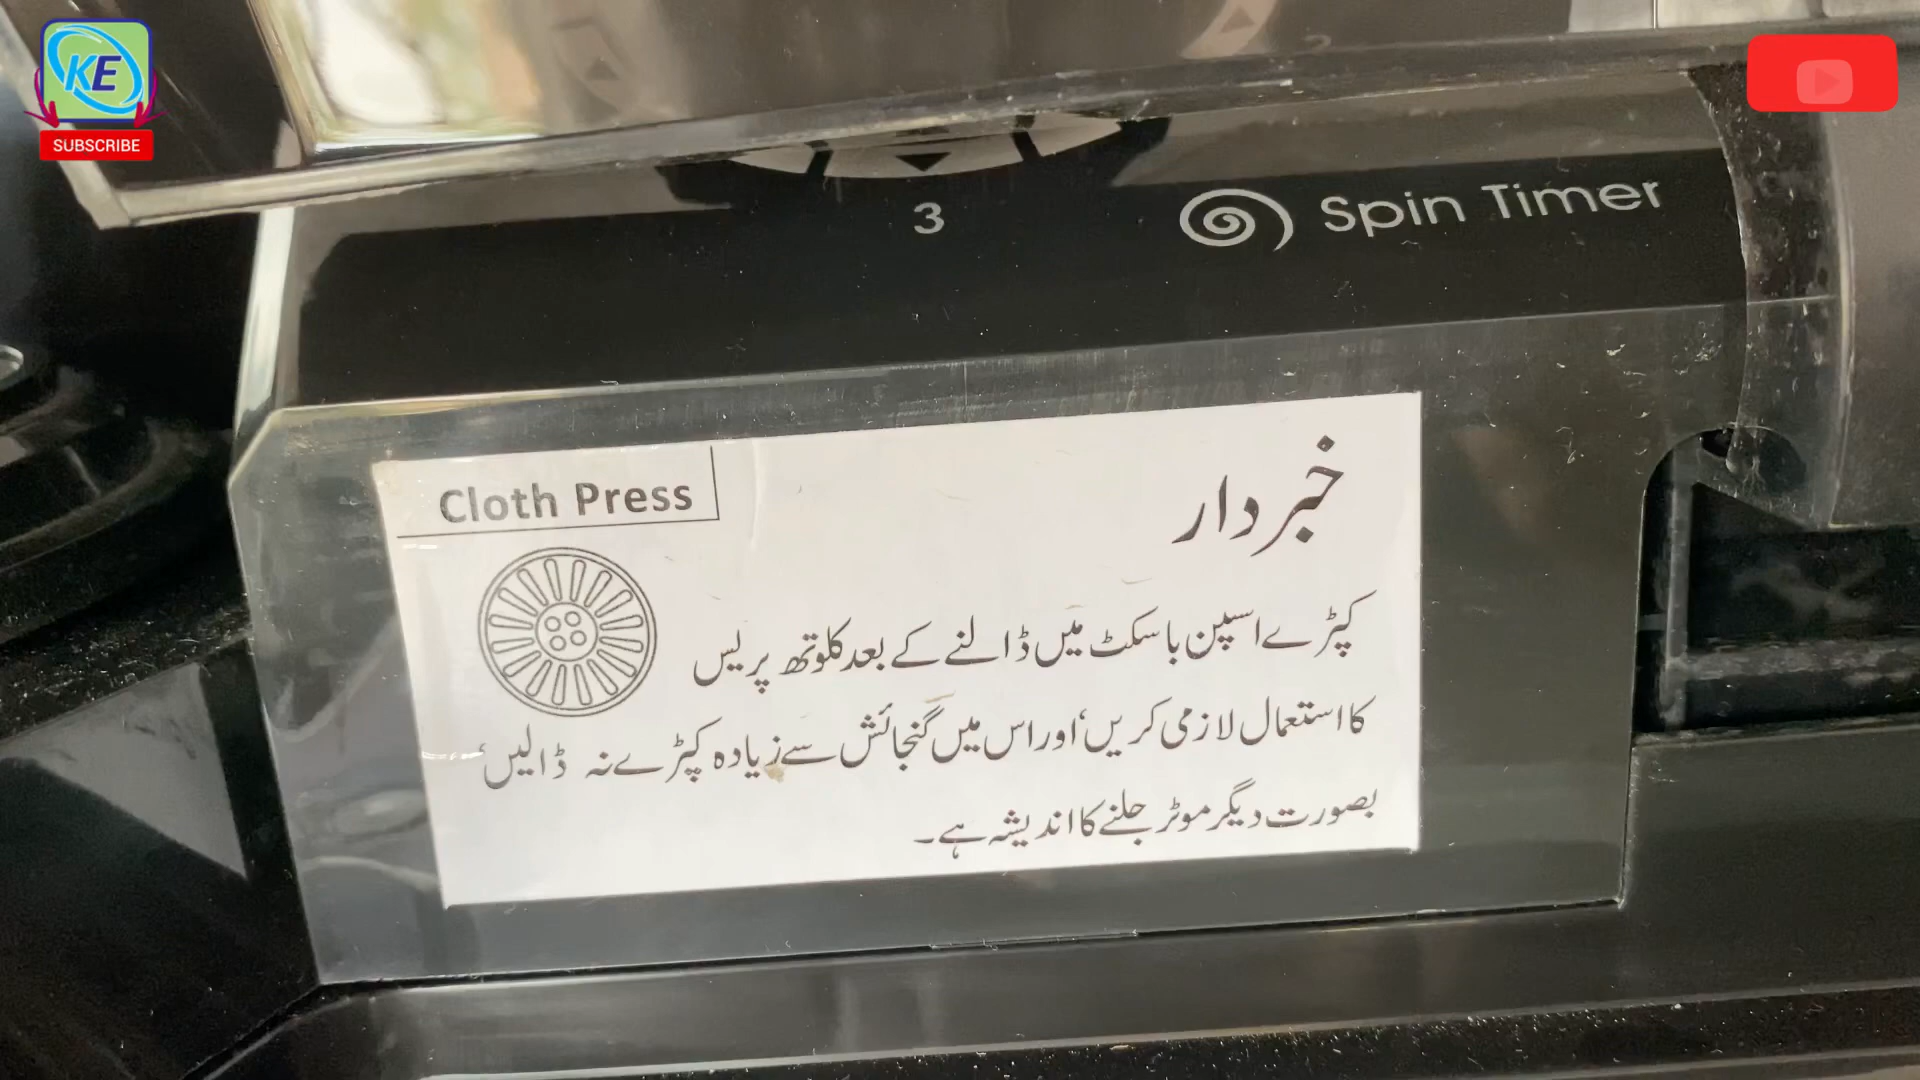 KE
SUBSCRIBE
3
Spin Timer
Cloth Press
خبردار
کپڑے اسپن باسکٹ میں ڈالنے کے بعد کلوتھ پریس
کا استعمال لازمی کریں، اور اس میں گنجائش سے زیادہ کپڑے نہ ڈالیں،
بصورت دیگر موٹر جلنے کا اندیشہ ہے۔